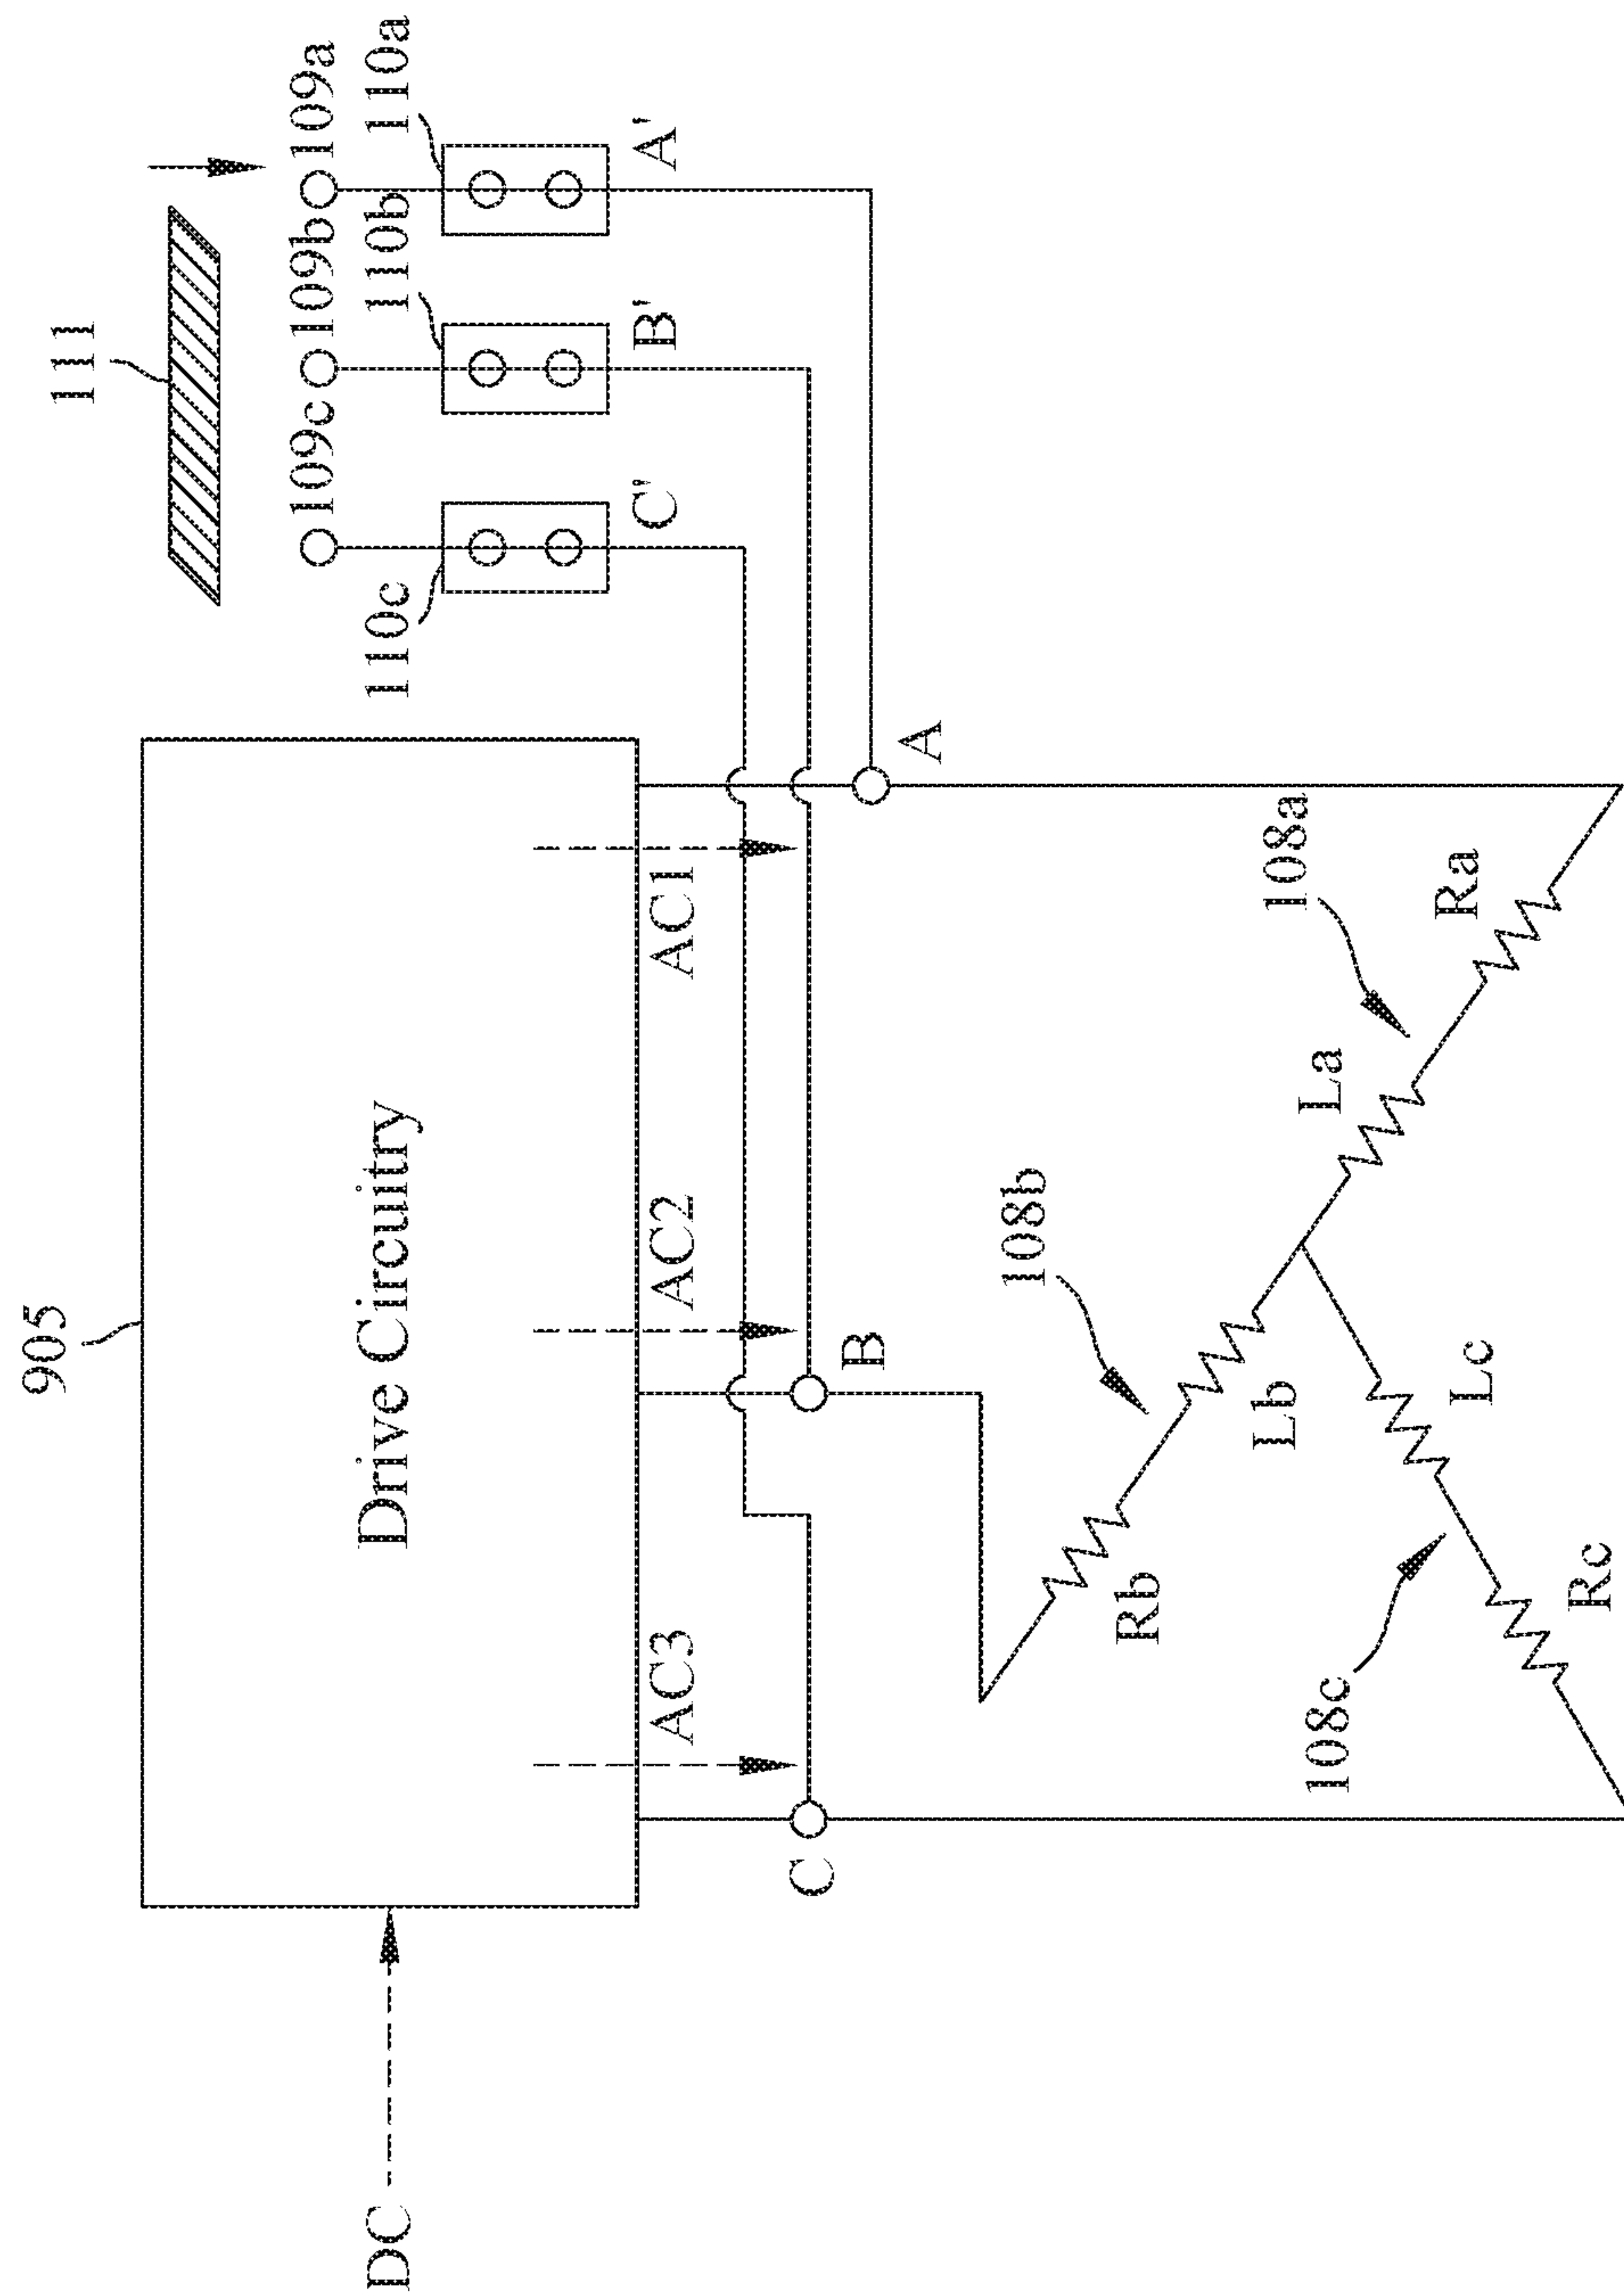 905
111
Drive Circuitry
DC
AC3
AC2
AC1
109c
109b
109a
110c
110b
110a
C'
B'
A'
C
B
A
108b
108a
Rb
Lb
La
Ra
108c
Lc
Rc